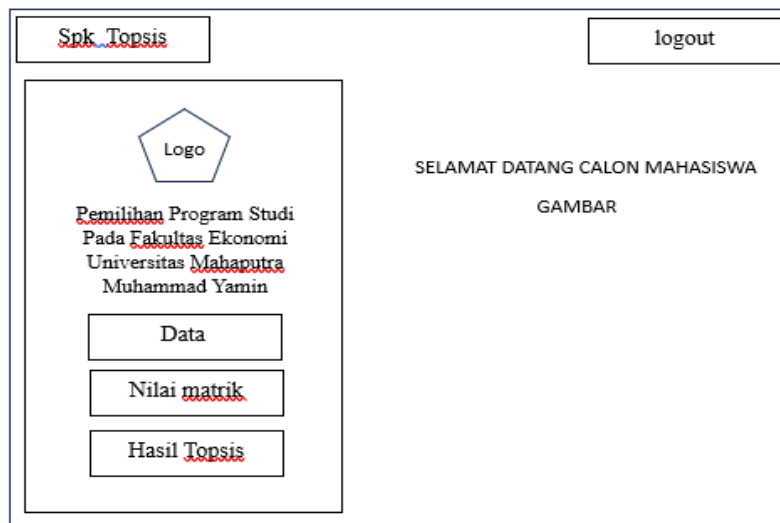 Spk Topsis
logout
Logo
Pemilihan Program Studi
Pada Fakultas Ekonomi
Universitas Mahaputra
Muhammad Yamin
Data
Nilai matrik
Hasil Topsis
SELAMAT DATANG CALON MAHASISWA
GAMBAR